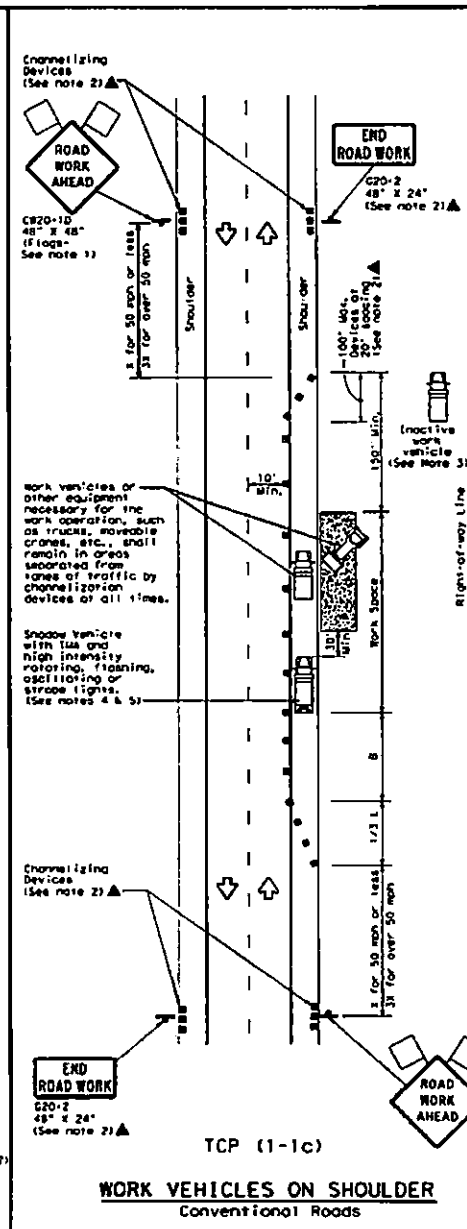 Channelizing
Devices
(See note 2)▲
ROAD
WORK
AHEAD
CW20-1D
48" X 48"
(Flags-
See note 1)
END
ROAD WORK
G20-2
48" X 24"
(See note 2)▲
X for 50 mph or less
3X for over 50 mph
Shoulder
Shoulder
100' Max.
Devices at
20' spacing
(See note 2)▲
150' Min.
Inactive
work
vehicle
(See Note 3)
Right-of-way Line
10'
Min.
Work vehicles or
other equipment
necessary for the
work operation, such
as trucks, moveable
cranes, etc., shall
remain in areas
separated from
lanes of traffic by
channelization
devices at all times.
Work Space
30'
Min.
Shadow Vehicle
with TMA and
high intensity
rotating, flashing,
oscillating or
strobe lights.
(See notes 4 & 5)
B
1/3 L
Channelizing
Devices
(See note 2)▲
X for 50 mph or less
3X for over 50 mph
END
ROAD WORK
G20-2
48" X 24"
(See note 2)▲
ROAD
WORK
AHEAD
TCP (1-1c)
WORK VEHICLES ON SHOULDER
Conventional Roads